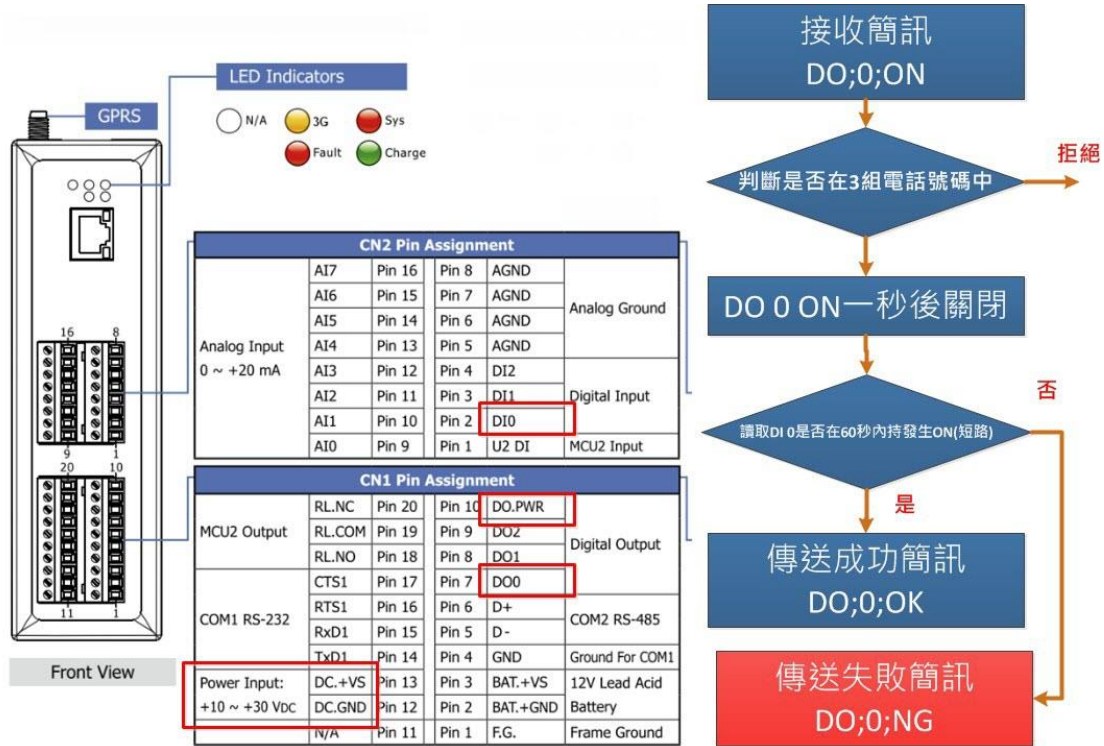 LED Indicators
GPRS
N/A
3G
Sys
Fault
Charge
16
8
9
1
20
10
11
1
Front View
CN2 Pin Assignment
AI7 Pin 16 Pin 8 AGND
AI6 Pin 15 Pin 7 AGND
Analog Ground
AI5 Pin 14 Pin 6 AGND
Analog Input AI4 Pin 13 Pin 5 AGND
0 ~ +20 mA AI3 Pin 12 Pin 4 DI2
AI2 Pin 11 Pin 3 DI1 Digital Input
AI1 Pin 10 Pin 2 DI0
AI0 Pin 9 Pin 1 U2 DI MCU2 Input
CN1 Pin Assignment
RL.NC Pin 20 Pin 10 DO.PWR
MCU2 Output RL.COM Pin 19 Pin 9 DO2
Digital Output
RL.NO Pin 18 Pin 8 DO1
CTS1 Pin 17 Pin 7 DO0
COM1 RS-232 RTS1 Pin 16 Pin 6 D+
COM2 RS-485
RxD1 Pin 15 Pin 5 D-
TxD1 Pin 14 Pin 4 GND Ground For COM1
Power Input: DC.+VS Pin 13 Pin 3 BAT.+VS 12V Lead Acid
+10 ~ +30 VDC DC.GND Pin 12 Pin 2 BAT.+GND Battery
N/A Pin 11 Pin 1 F.G. Frame Ground
接收簡訊
DO;0;ON
判斷是否在3組電話號碼中
拒絕
DO 0 ON一秒後關閉
讀取DI 0是否在60秒內持發生ON(短路)
否
是
傳送成功簡訊
DO;0;OK
傳送失敗簡訊
DO;0;NG